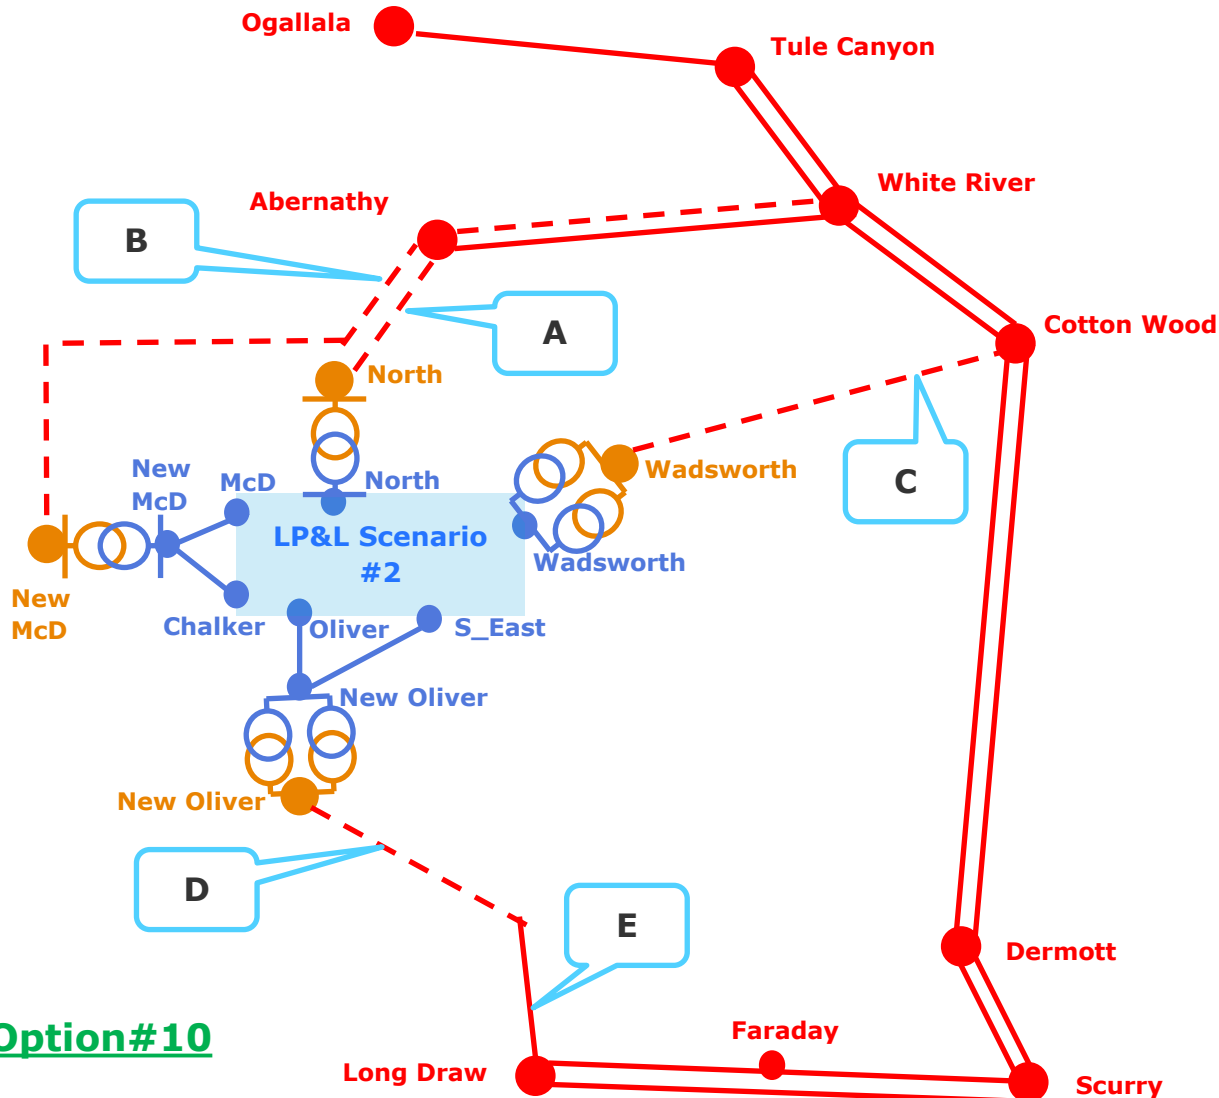 Ogallala
Tule Canyon
White River
Abernathy
B
A
Cotton Wood
North
New
McD
McD
North
Wadsworth
C
LP&L Scenario
#2
Wadsworth
New
McD
Chalker
Oliver
S_East
New Oliver
New Oliver
D
E
Dermott
Option#10
Faraday
Long Draw
Scurry